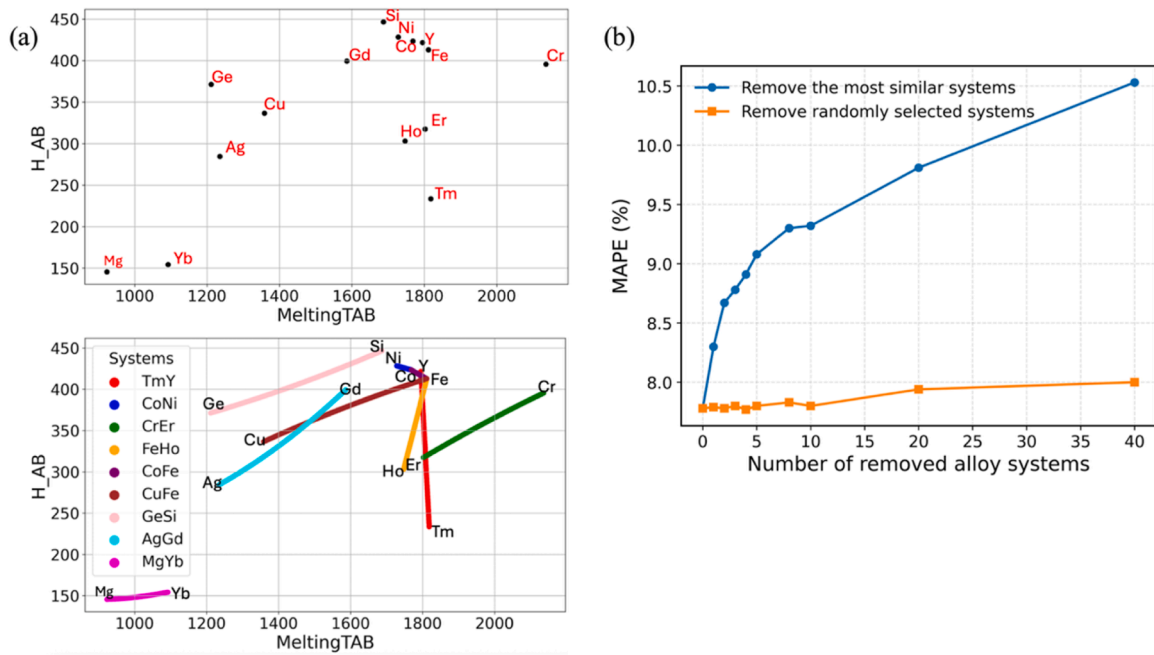 (a)
450
400
350
300
250
200
150
H_AB
Si
Ni
Co
Y
Fe
Gd
Cr
Ge
Cu
Er
Ho
Ag
Tm
Mg
Yb
1000 1200 1400 1600 1800 2000
MeltingTAB
450
400
350
300
250
200
150
H_AB
Systems
TmY
CoNi
CrEr
FeHo
CoFe
CuFe
GeSi
AgGd
MgYb
Si
Ni
Y
Co
Fe
Gd
Cr
Ge
Cu
Er
Ho
Ag
Tm
Mg
Yb
1000 1200 1400 1600 1800 2000
MeltingTAB
(b)
Remove the most similar systems
Remove randomly selected systems
10.5
10.0
9.5
9.0
8.5
8.0
MAPE (%)
0 5 10 15 20 25 30 35 40
Number of removed alloy systems